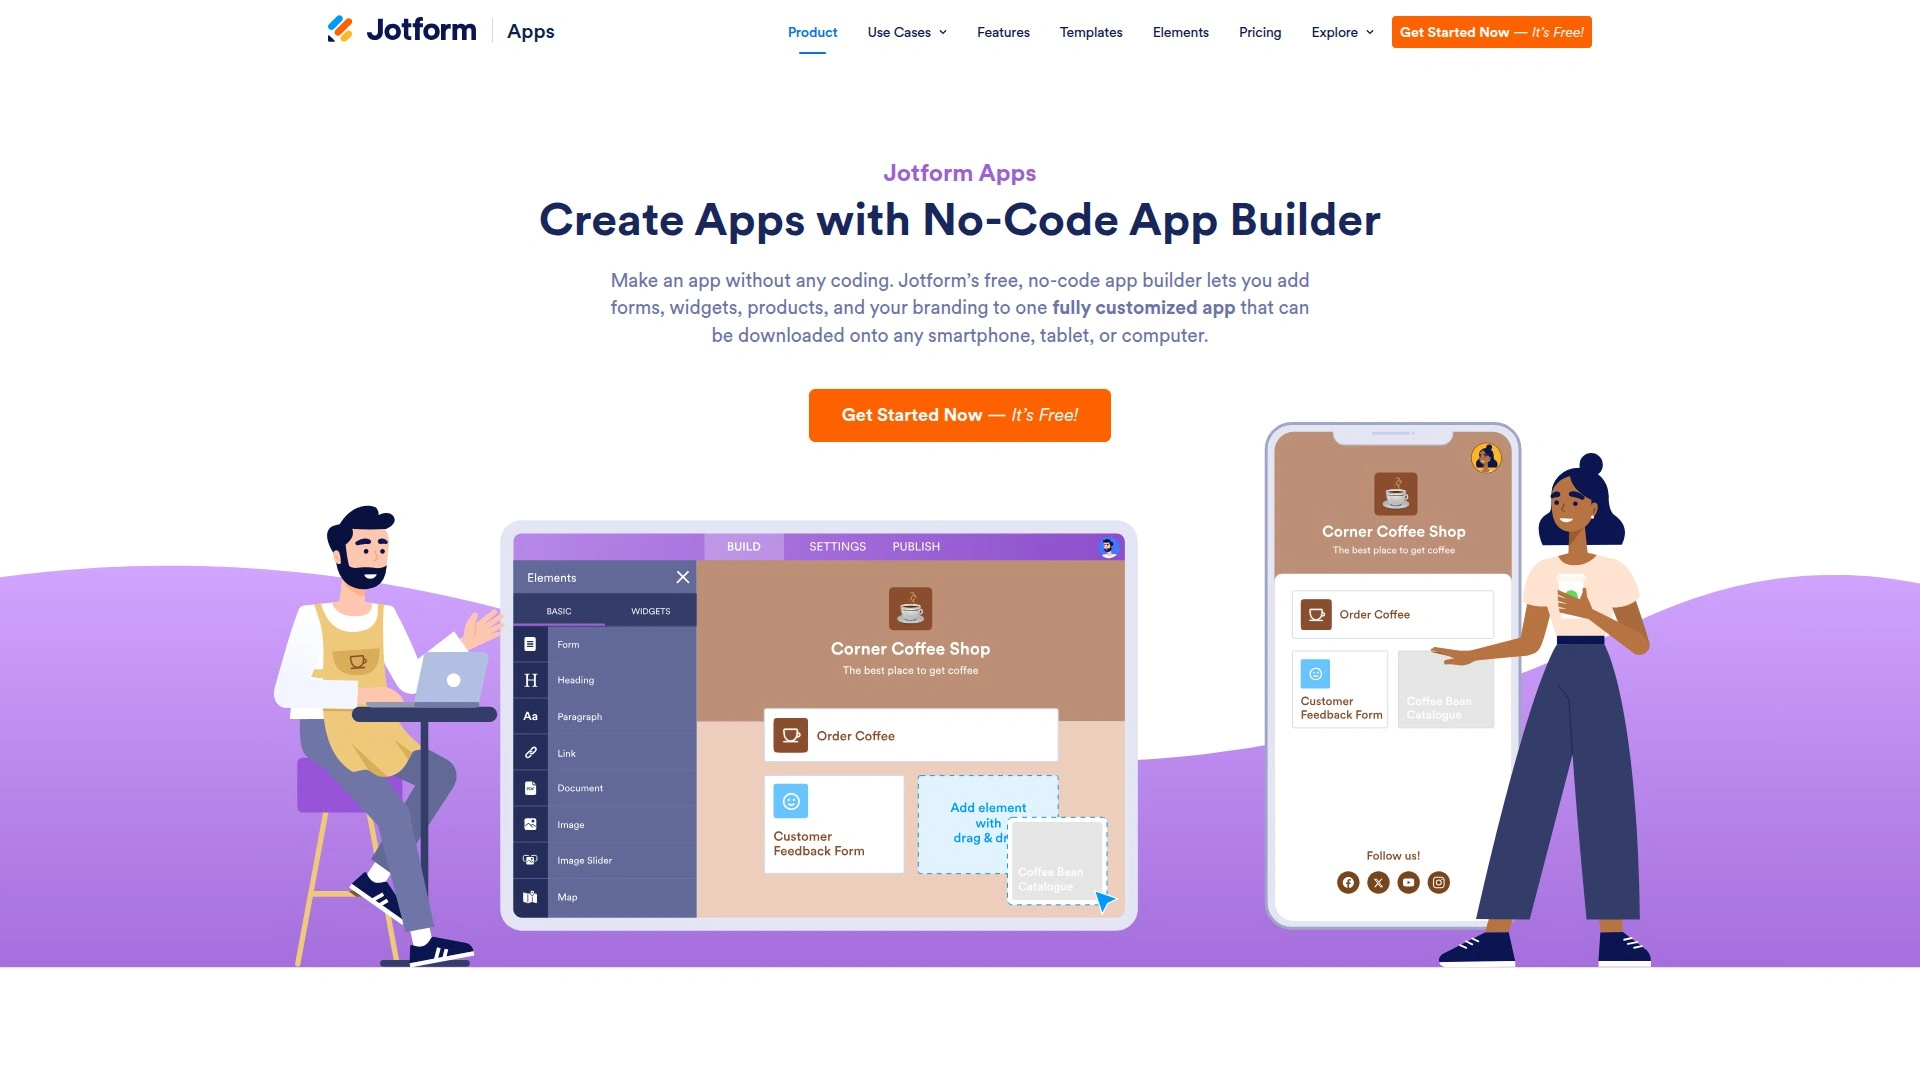 Jotform Apps
Product Use Cases Features Templates Elements Pricing Explore Get Started Now — It's Free!
Jotform Apps
Create Apps with No-Code App Builder
Make an app without any coding. Jotform’s free, no-code app builder lets you add
forms, widgets, products, and your branding to one fully customized app that can
be downloaded onto any smartphone, tablet, or computer.
Get Started Now — It’s Free!
BUILD SETTINGS PUBLISH
Elements
BASIC WIDGETS
Form
H Heading
Aa Paragraph
Link
PDF Document
Image
Image Slider
Map
Corner Coffee Shop
The best place to get coffee
Order Coffee
Customer
Feedback Form
Add element
with
drag & dr
Coffee Bean
Catalogue
Corner Coffee Shop
The best place to get coffee
Order Coffee
Customer
Feedback Form
Coffee Bean
Catalogue
Follow us!